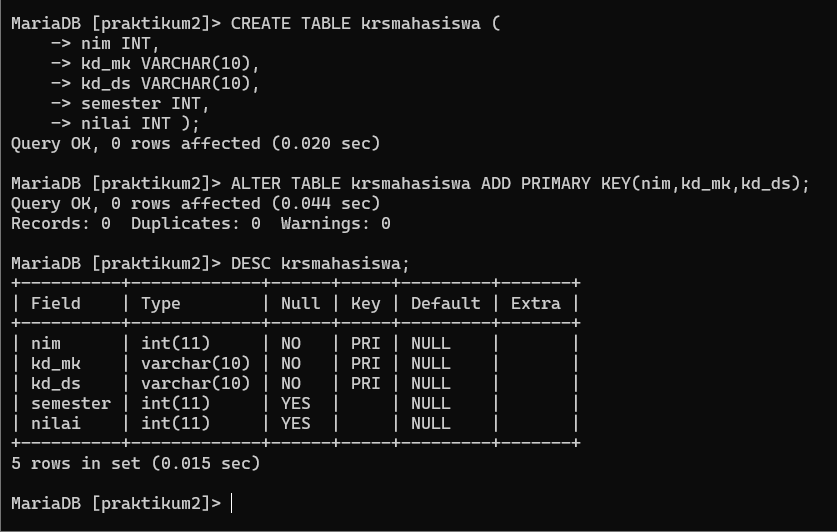 MariaDB [praktikum2]> CREATE TABLE krsmahasiswa (
    -> nim INT,
    -> kd_mk VARCHAR(10),
    -> kd_ds VARCHAR(10),
    -> semester INT,
    -> nilai INT );
Query OK, 0 rows affected (0.020 sec)

MariaDB [praktikum2]> ALTER TABLE krsmahasiswa ADD PRIMARY KEY(nim,kd_mk,kd_ds);
Query OK, 0 rows affected (0.044 sec)
Records: 0  Duplicates: 0  Warnings: 0

MariaDB [praktikum2]> DESC krsmahasiswa;
+----------+-------------+------+-----+---------+-------+
| Field    | Type        | Null | Key | Default | Extra |
+----------+-------------+------+-----+---------+-------+
| nim      | int(11)     | NO   | PRI | NULL    |       |
| kd_mk    | varchar(10) | NO   | PRI | NULL    |       |
| kd_ds    | varchar(10) | NO   | PRI | NULL    |       |
| semester | int(11)     | YES  |     | NULL    |       |
| nilai    | int(11)     | YES  |     | NULL    |       |
+----------+-------------+------+-----+---------+-------+
5 rows in set (0.015 sec)

MariaDB [praktikum2]>